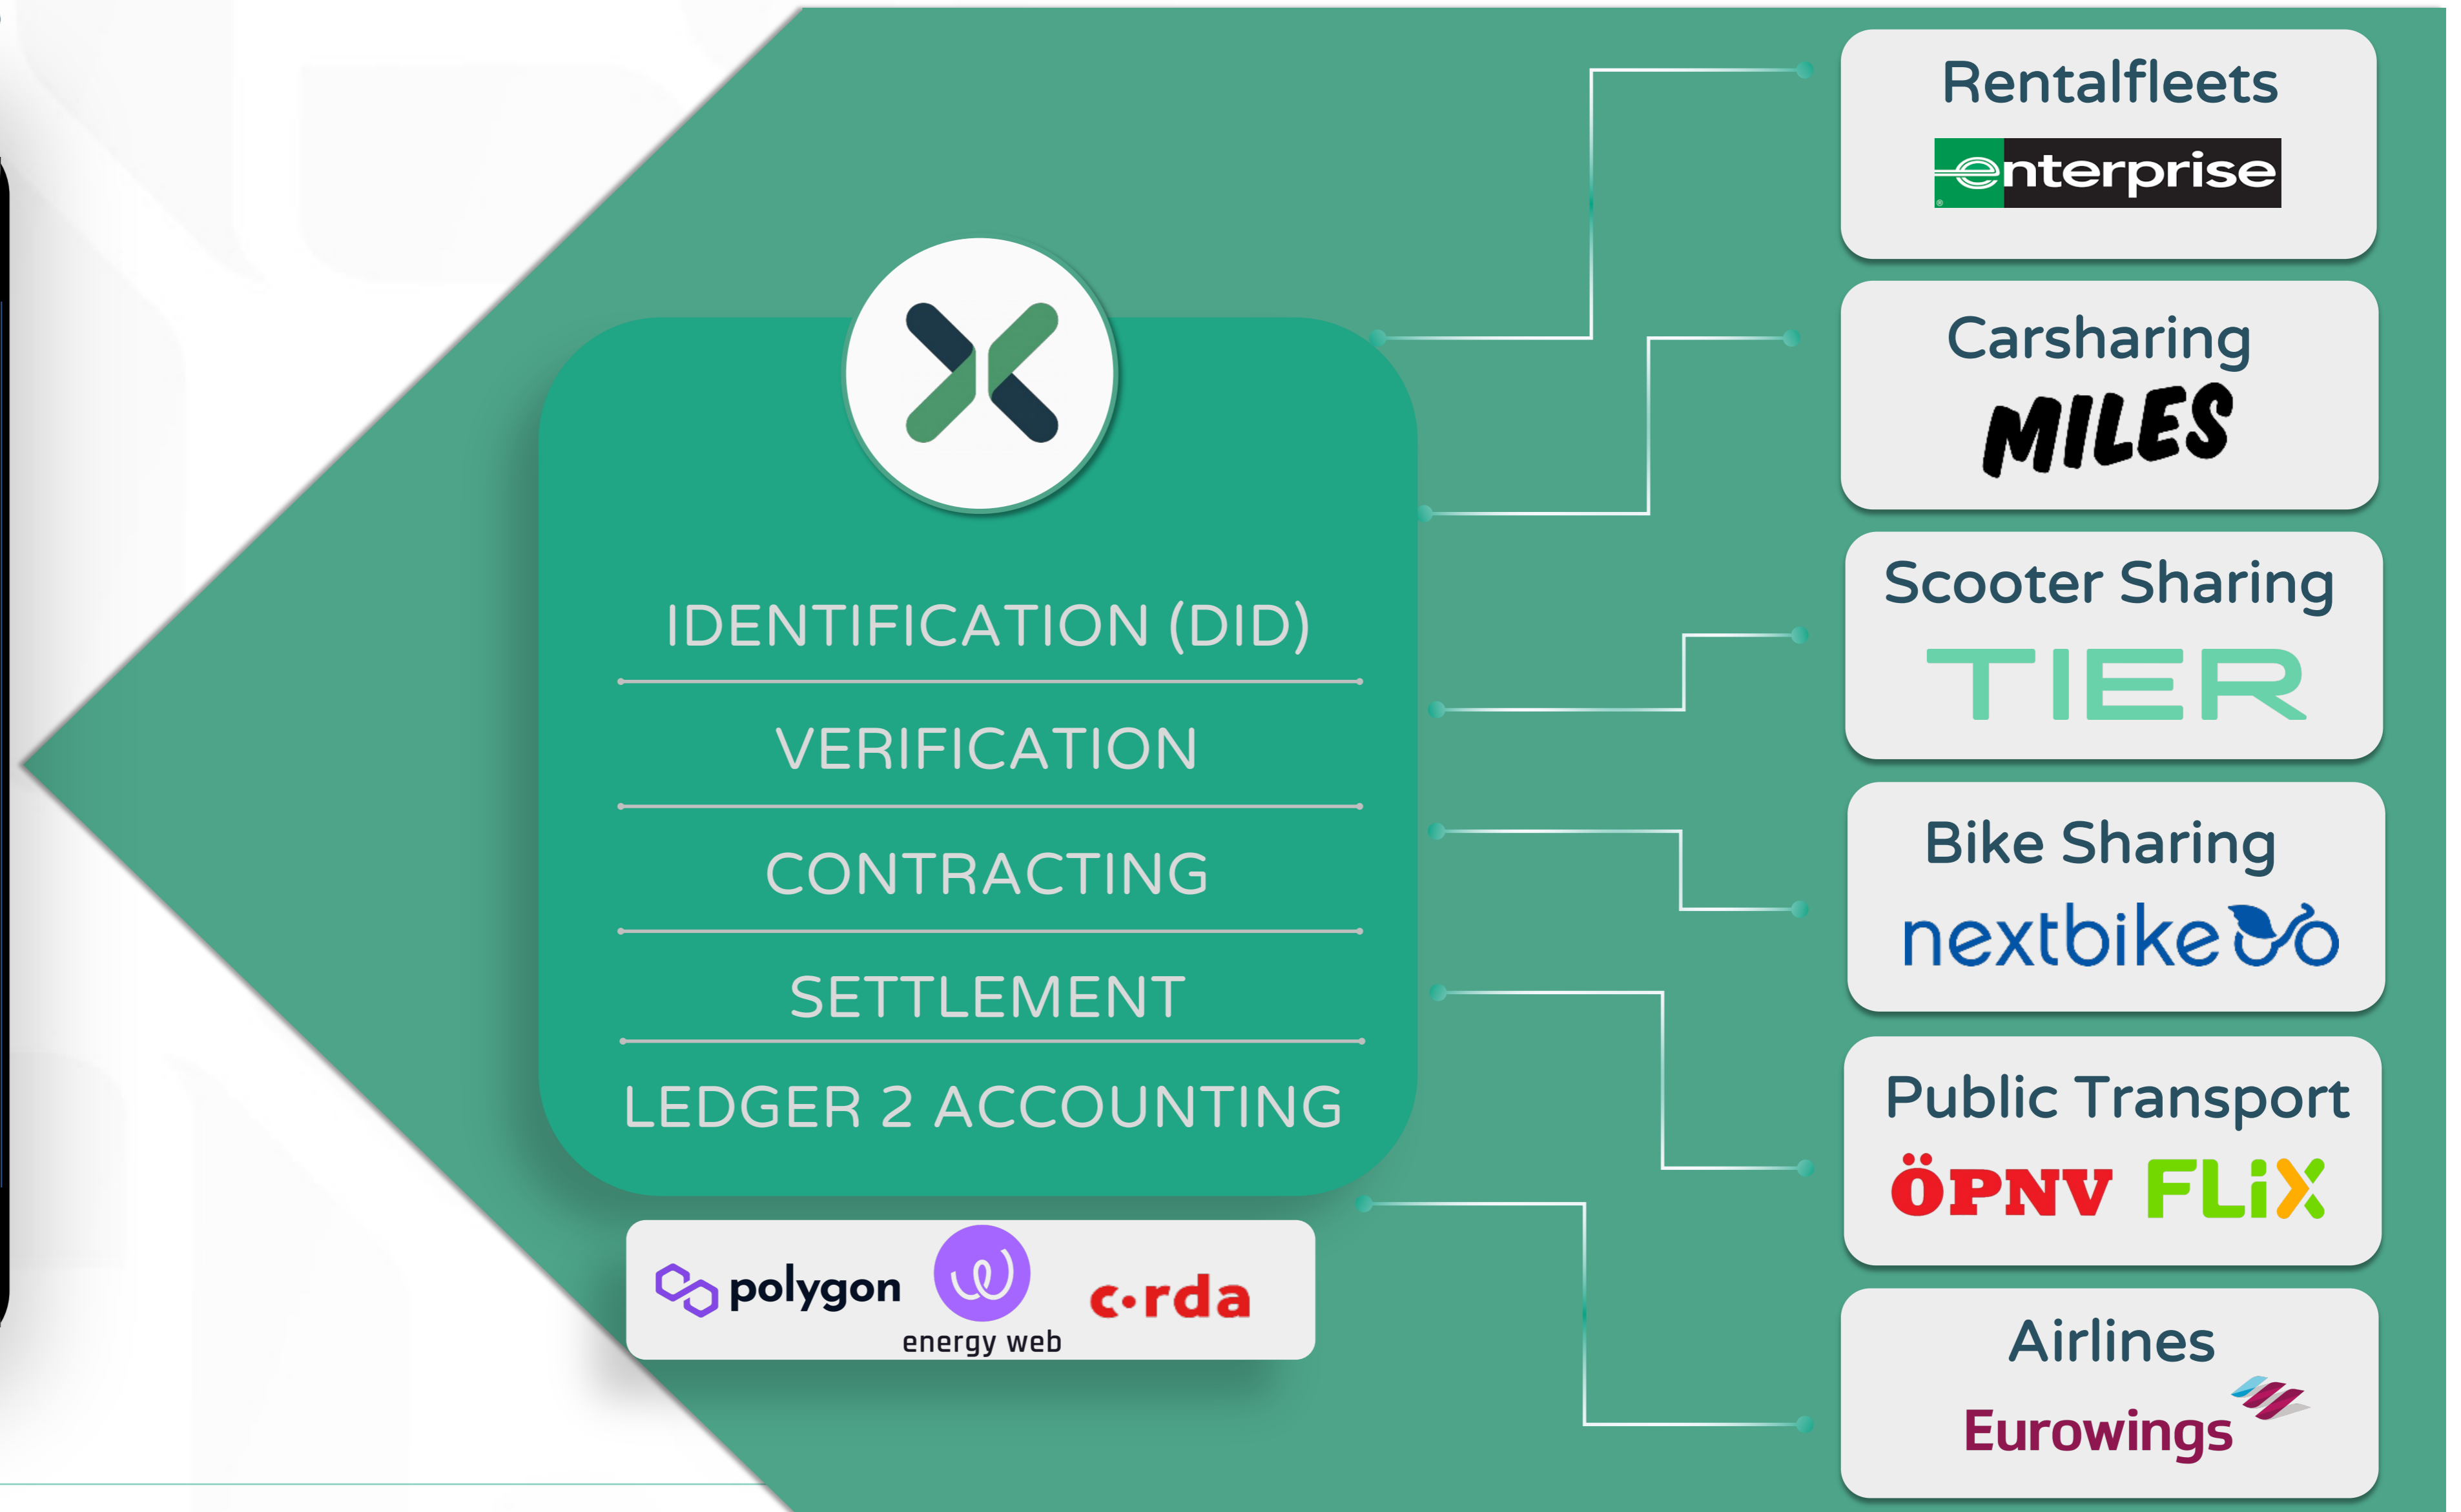 IDENTIFICATION (DID)
VERIFICATION
CONTRACTING
SETTLEMENT
LEDGER 2 ACCOUNTING
polygon
energy web
c•rda
Rentalfleets
enterprise
Carsharing
MILES
Scooter Sharing
TIER
Bike Sharing
nextbike
Public Transport
ÖPNV FLiX
Airlines
Eurowings